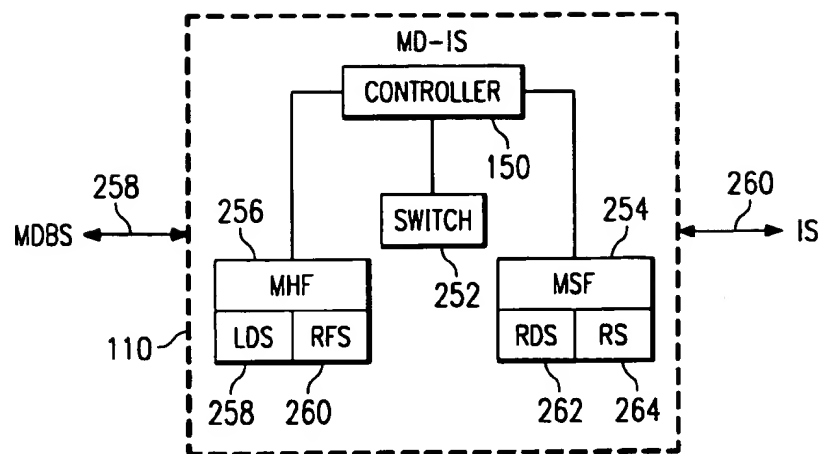 MD-IS
CONTROLLER
150
258
260
MDBS
IS
256
SWITCH
254
252
MHF
MSF
110
LDS RFS
RDS RS
258 260
262 264